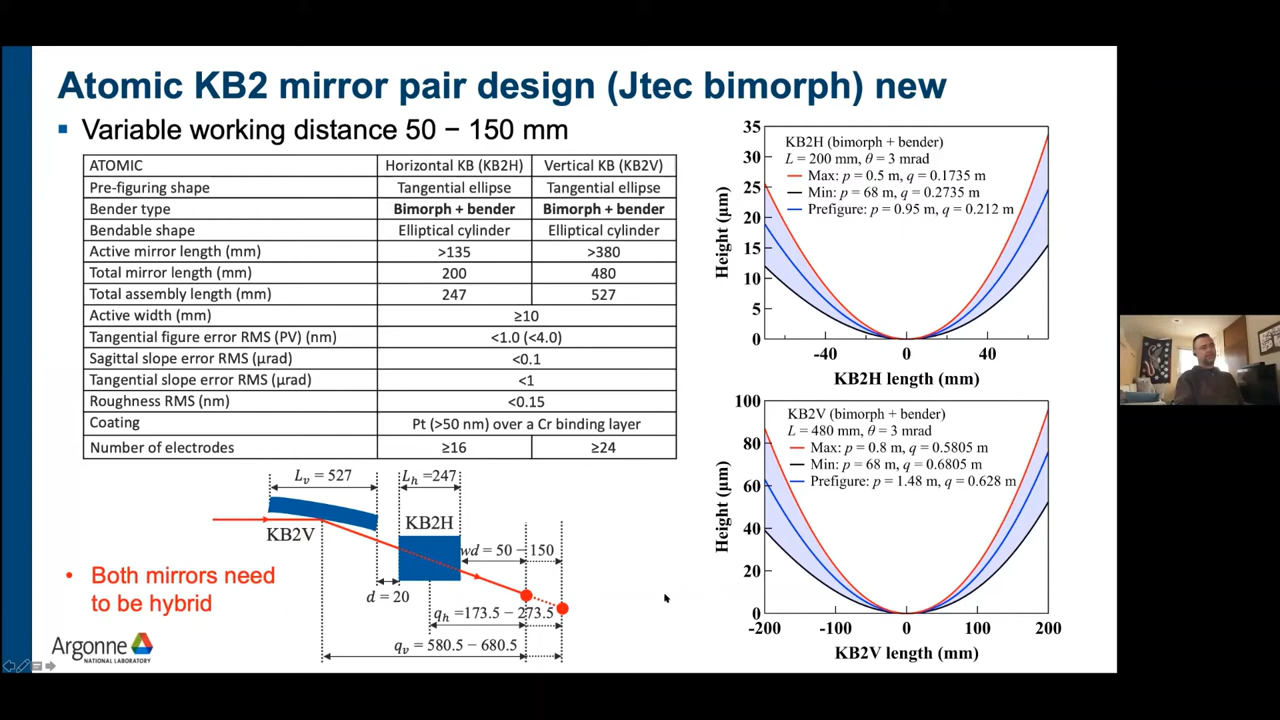 Atomic KB2 mirror pair design (Jtec bimorph) new
▪ Variable working distance 50 − 150 mm
ATOMIC Horizontal KB (KB2H) Vertical KB (KB2V)
Pre-figuring shape Tangential ellipse Tangential ellipse
Bender type Bimorph + bender Bimorph + bender
Bendable shape Elliptical cylinder Elliptical cylinder
Active mirror length (mm) >135 >380
Total mirror length (mm) 200 480
Total assembly length (mm) 247 527
Active width (mm) ≥10
Tangential figure error RMS (PV) (nm) <1.0 (<4.0)
Sagittal slope error RMS (µrad) <0.1
Tangential slope error RMS (µrad) <1
Roughness RMS (nm) <0.15
Coating Pt (>50 nm) over a Cr binding layer
Number of electrodes ≥16 ≥24
Lv = 527
Lh =247
KB2V
KB2H
wd = 50 −150
d = 20
qh =173.5 − 273.5
qv = 580.5 − 680.5
• Both mirrors need
to be hybrid
Argonne
NATIONAL LABORATORY
KB2H (bimorph + bender)
L = 200 mm, θ = 3 mrad
Max: p = 0.5 m, q = 0.1735 m
Min: p = 68 m, q = 0.2735 m
Prefigure: p = 0.95 m, q = 0.212 m
Height (µm)
35
30
25
20
15
10
5
0
-40 0 40
KB2H length (mm)
KB2V (bimorph + bender)
L = 480 mm, θ = 3 mrad
Max: p = 0.8 m, q = 0.5805 m
Min: p = 68 m, q = 0.6805 m
Prefigure: p = 1.48 m, q = 0.628 m
Height (µm)
100
80
60
40
20
0
-200 -100 0 100 200
KB2V length (mm)